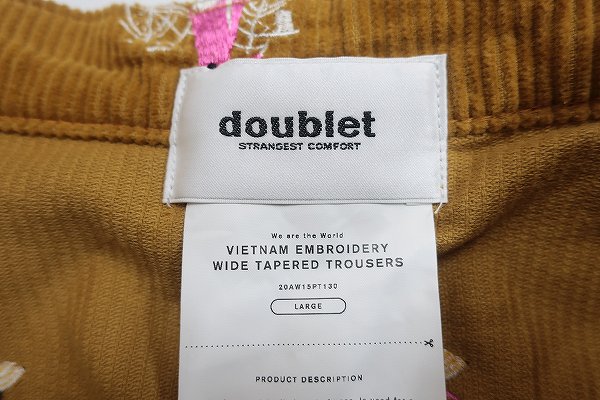 doublet
STRANGEST COMFORT
We are the World
VIETNAM EMBROIDERY
WIDE TAPERED TROUSERS
20AW15PT130
LARGE
PRODUCT DESCRIPTION